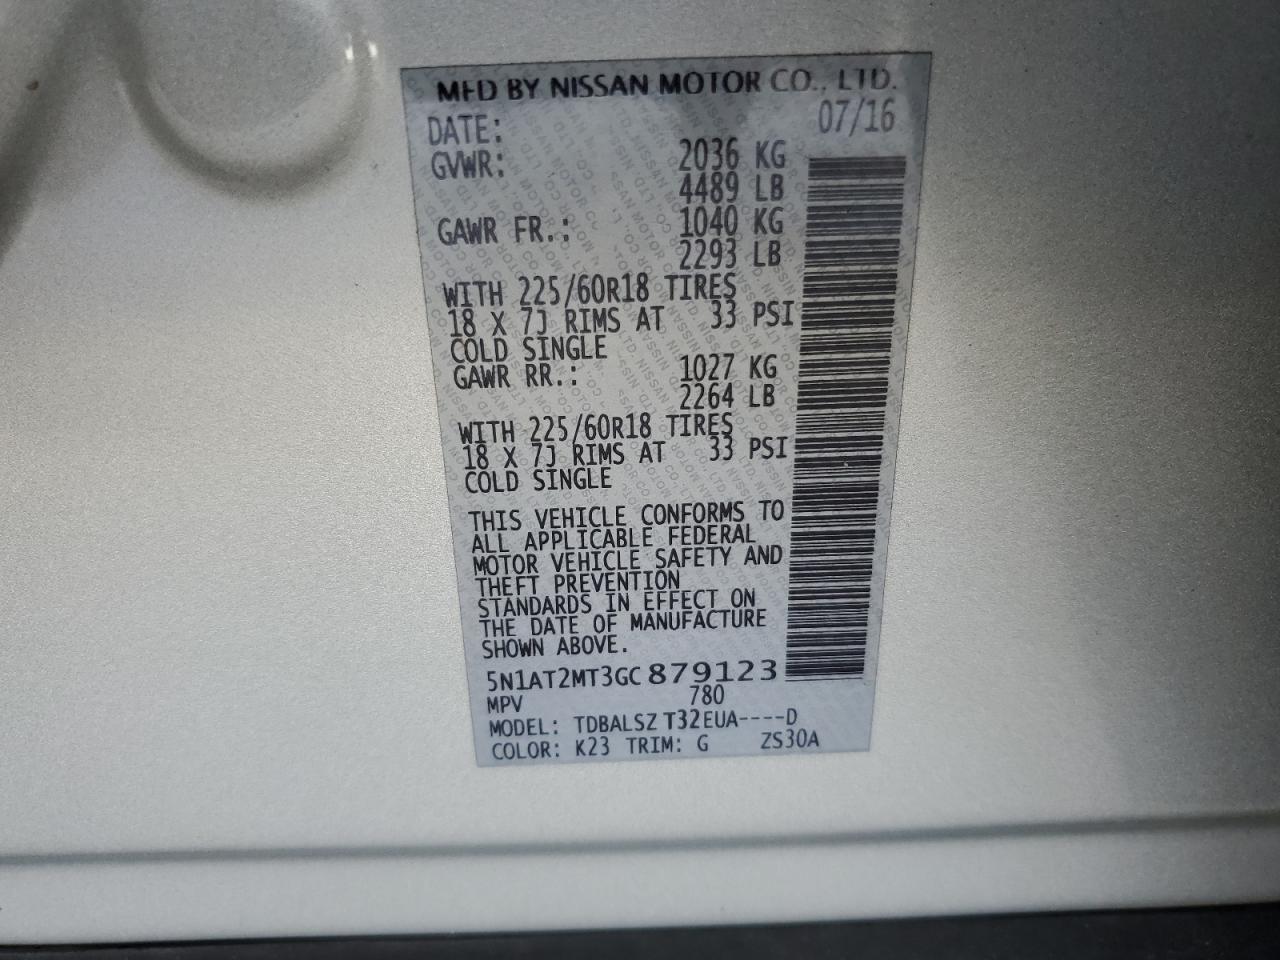 MFD BY NISSAN MOTOR CO., LTD.
DATE: 07/16
GVWR: 2036 KG
4489 LB
GAWR FR.: 1040 KG
2293 LB
WITH 225/60R18 TIRES
18 X 7J RIMS AT 33 PSI
COLD SINGLE
GAWR RR.: 1027 KG
2264 LB
WITH 225/60R18 TIRES
18 X 7J RIMS AT 33 PSI
COLD SINGLE
THIS VEHICLE CONFORMS TO
ALL APPLICABLE FEDERAL
MOTOR VEHICLE SAFETY AND
THEFT PREVENTION
STANDARDS IN EFFECT ON
THE DATE OF MANUFACTURE
SHOWN ABOVE.
5N1AT2MT3GC879123
MPV 780
MODEL: TDBALSZ T32EUA----D
COLOR: K23 TRIM: G ZS30A